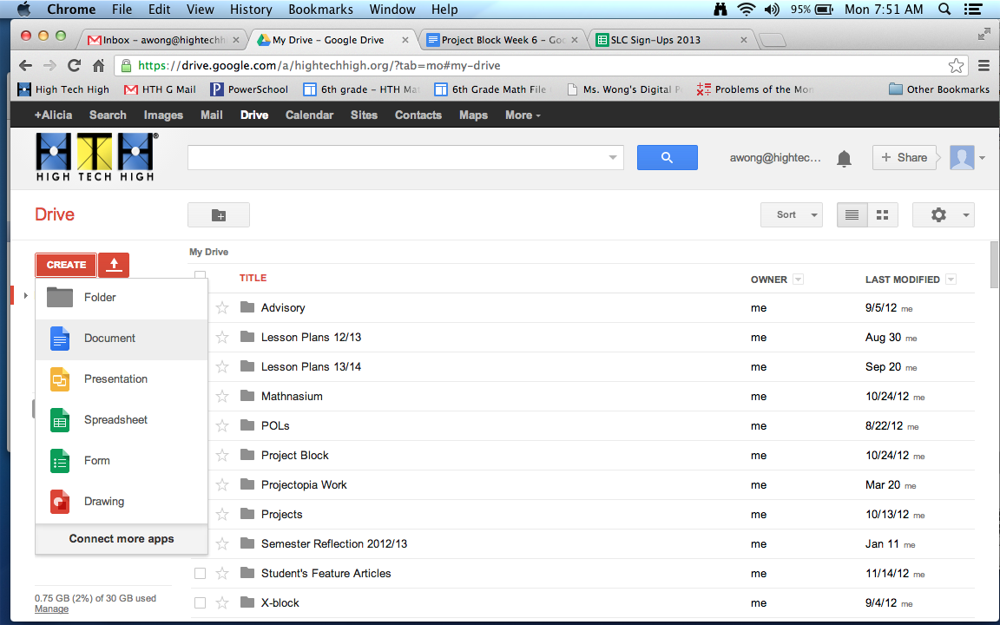 Chrome File Edit View History Bookmarks Window Help 95% Mon 7:51 AM
Inbox - awong@hightechh
My Drive - Google Drive
Project Block Week 6 - Goo
SLC Sign-Ups 2013
https://drive.google.com/a/hightechhigh.org/?tab=mo#my-drive
High Tech High HTH G Mail PowerSchool 6th grade - HTH Mat 6th Grade Math File Ms. Wong's Digital P Problems of the Mon Other Bookmarks
+Alicia Search Images Mail Drive Calendar Sites Contacts Maps More
HTH®
HIGH TECH HIGH
awong@hightec... + Share
Drive
Sort
My Drive
CREATE
TITLE OWNER LAST MODIFIED
Folder
Document
Presentation
Spreadsheet
Form
Drawing
Connect more apps
Advisory me 9/5/12 me
Lesson Plans 12/13 me Aug 30 me
Lesson Plans 13/14 me Sep 20 me
Mathnasium me 10/24/12 me
POLs me 8/22/12 me
Project Block me 10/24/12 me
Projectopia Work me Mar 20 me
Projects me 10/13/12 me
Semester Reflection 2012/13 me Jan 11 me
Student's Feature Articles me 11/14/12 me
X-block me 9/4/12 me
0.75 GB (2%) of 30 GB used
Manage